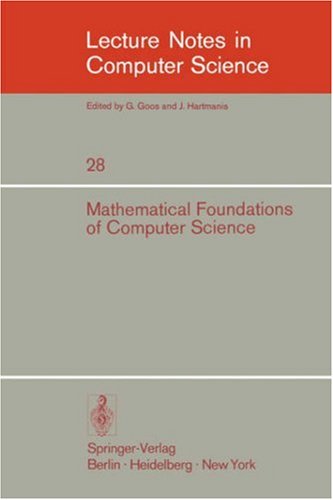 Lecture Notes in
Computer Science
Edited by G. Goos and J. Hartmanis
28
Mathematical Foundations
of Computer Science
Springer-Verlag
Berlin · Heidelberg · New York